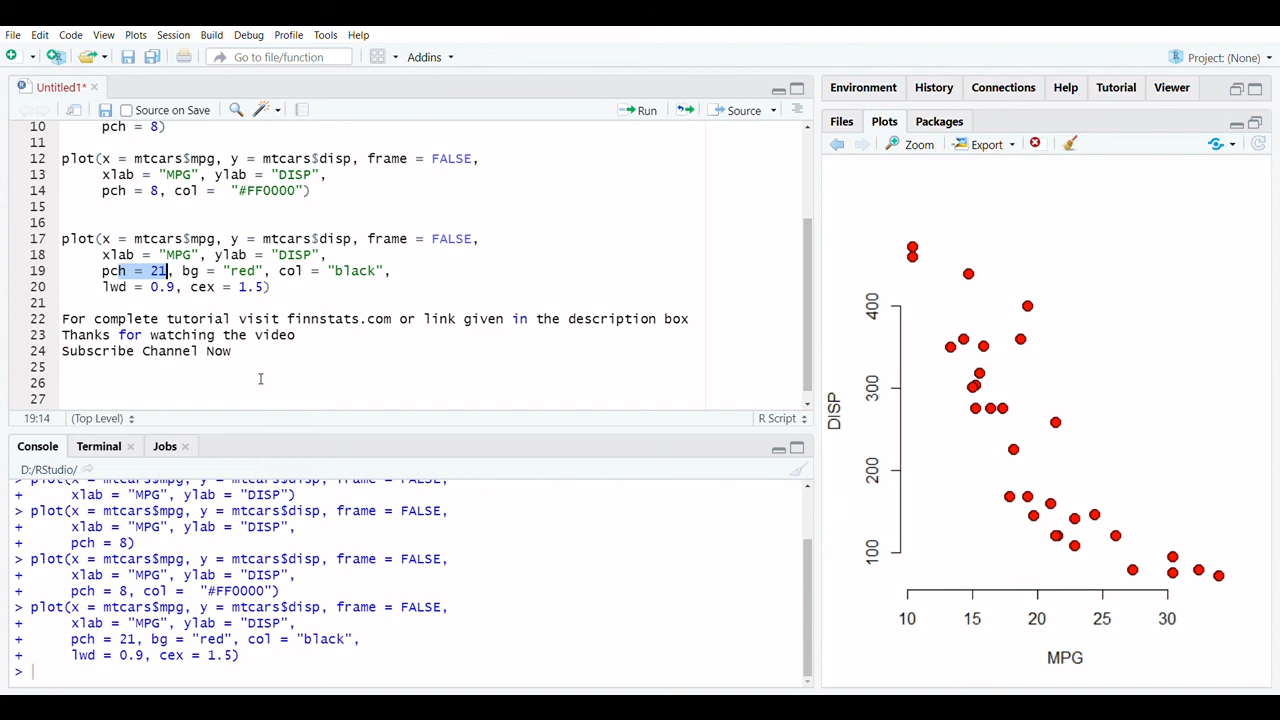 File Edit Code View Plots Session Build Debug Profile Tools Help
Go to file/function Addins Project: (None)
Untitled1*
Source on Save Run Source
10 pch = 8)
11
12 plot(x = mtcars$mpg, y = mtcars$disp, frame = FALSE,
13 xlab = "MPG", ylab = "DISP",
14 pch = 8, col =  "#FF0000")
15
16
17 plot(x = mtcars$mpg, y = mtcars$disp, frame = FALSE,
18 xlab = "MPG", ylab = "DISP",
19 pch = 21, bg = "red", col = "black",
20 lwd = 0.9, cex = 1.5)
21
22 For complete tutorial visit finnstats.com or link given in the description box
23 Thanks for watching the video
24 Subscribe Channel Now
25
26
27
19:14 (Top Level) R Script
Console Terminal Jobs
D:/RStudio/
> plot(x = mtcars$mpg, y = mtcars$disp, frame = FALSE,
+ xlab = "MPG", ylab = "DISP")
> plot(x = mtcars$mpg, y = mtcars$disp, frame = FALSE,
+ xlab = "MPG", ylab = "DISP",
+ pch = 8)
> plot(x = mtcars$mpg, y = mtcars$disp, frame = FALSE,
+ xlab = "MPG", ylab = "DISP",
+ pch = 8, col =  "#FF0000")
> plot(x = mtcars$mpg, y = mtcars$disp, frame = FALSE,
+ xlab = "MPG", ylab = "DISP",
+ pch = 21, bg = "red", col = "black",
+ lwd = 0.9, cex = 1.5)
>
Environment History Connections Help Tutorial Viewer
Files Plots Packages
Zoom Export
400
300
200
100
DISP
10 15 20 25 30
MPG